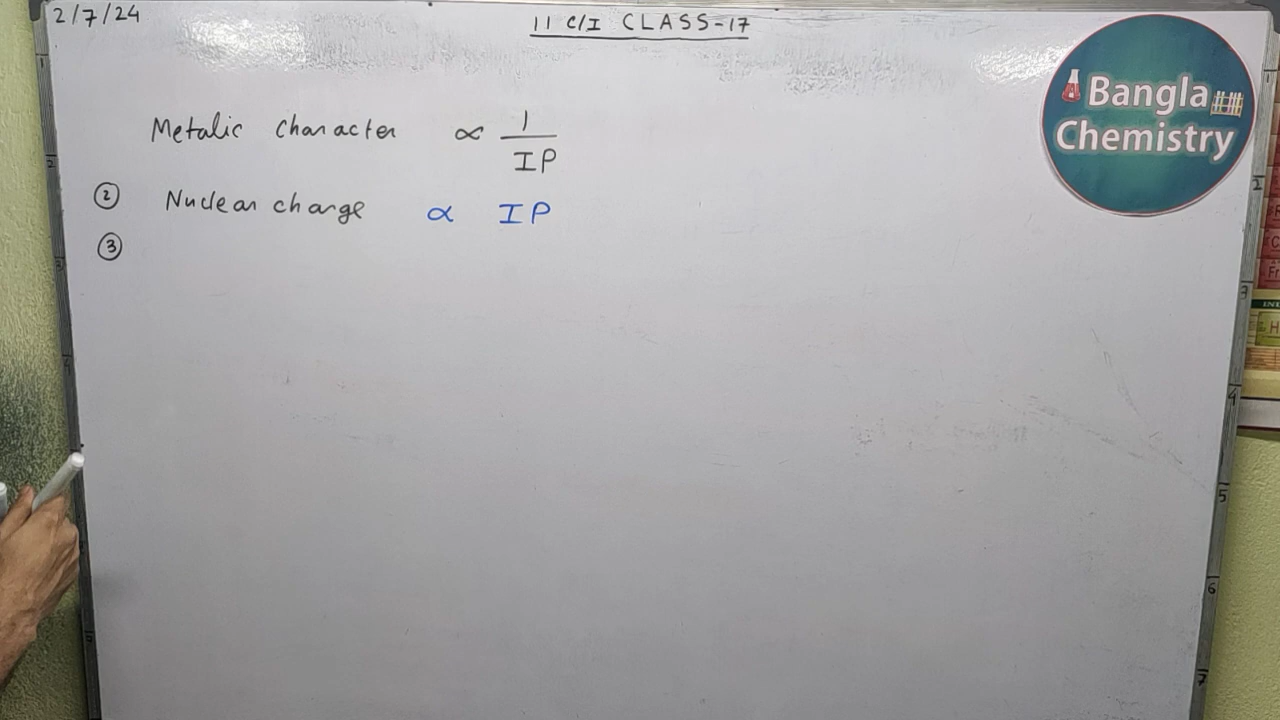 2/7/24
11 C/I CLASS-17
Bangla
Chemistry
Metalic character ∝ 1/IP
② Nuclear charge ∝ IP
③